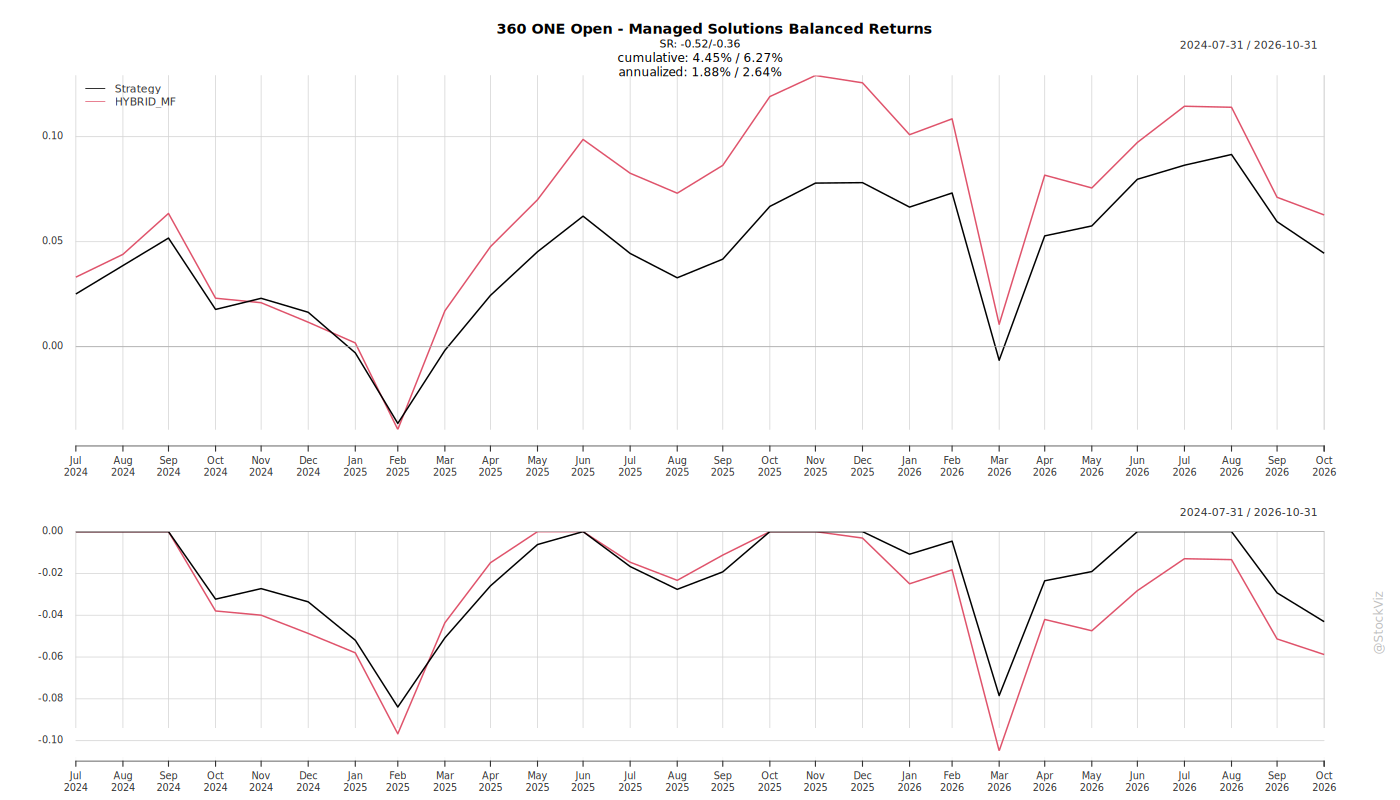 360 ONE Open - Managed Solutions Balanced Returns
SR: -0.52/-0.36
cumulative: 4.45% / 6.27%
annualized: 1.88% / 2.64%
2024-07-31 / 2026-10-31
Strategy
HYBRID_MF
0.10
0.05
0.00
Jul Aug Sep Oct Nov Dec Jan Feb Mar Apr May Jun Jul Aug Sep Oct Nov Dec Jan Feb Mar Apr May Jun Jul Aug Sep Oct
2024 2024 2024 2024 2024 2024 2025 2025 2025 2025 2025 2025 2025 2025 2025 2025 2025 2025 2026 2026 2026 2026 2026 2026 2026 2026 2026 2026
2024-07-31 / 2026-10-31
0.00
-0.02
-0.04
-0.06
-0.08
-0.10
Jul Aug Sep Oct Nov Dec Jan Feb Mar Apr May Jun Jul Aug Sep Oct Nov Dec Jan Feb Mar Apr May Jun Jul Aug Sep Oct
2024 2024 2024 2024 2024 2024 2025 2025 2025 2025 2025 2025 2025 2025 2025 2025 2025 2025 2026 2026 2026 2026 2026 2026 2026 2026 2026 2026
@StockViz